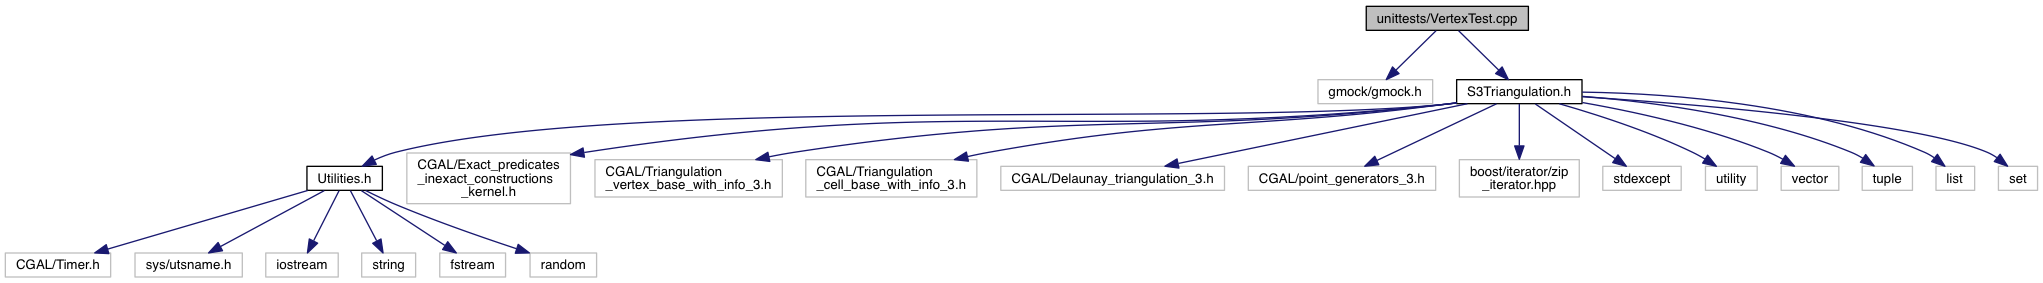 unittests/VertexTest.cpp
gmock/gmock.h
S3Triangulation.h
Utilities.h
CGAL/Exact_predicates
_inexact_constructions
_kernel.h
CGAL/Triangulation
_vertex_base_with_info_3.h
CGAL/Triangulation
_cell_base_with_info_3.h
CGAL/Delaunay_triangulation_3.h
CGAL/point_generators_3.h
boost/iterator/zip
_iterator.hpp
stdexcept
utility
vector
tuple
list
set
CGAL/Timer.h
sys/utsname.h
iostream
string
fstream
random